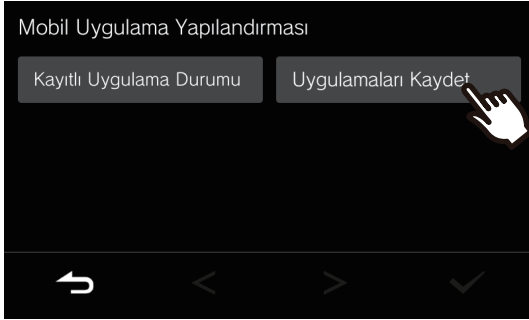 Mobil Uygulama Yapılandırması
Kayıtlı Uygulama Durumu
Uygulamaları Kaydet